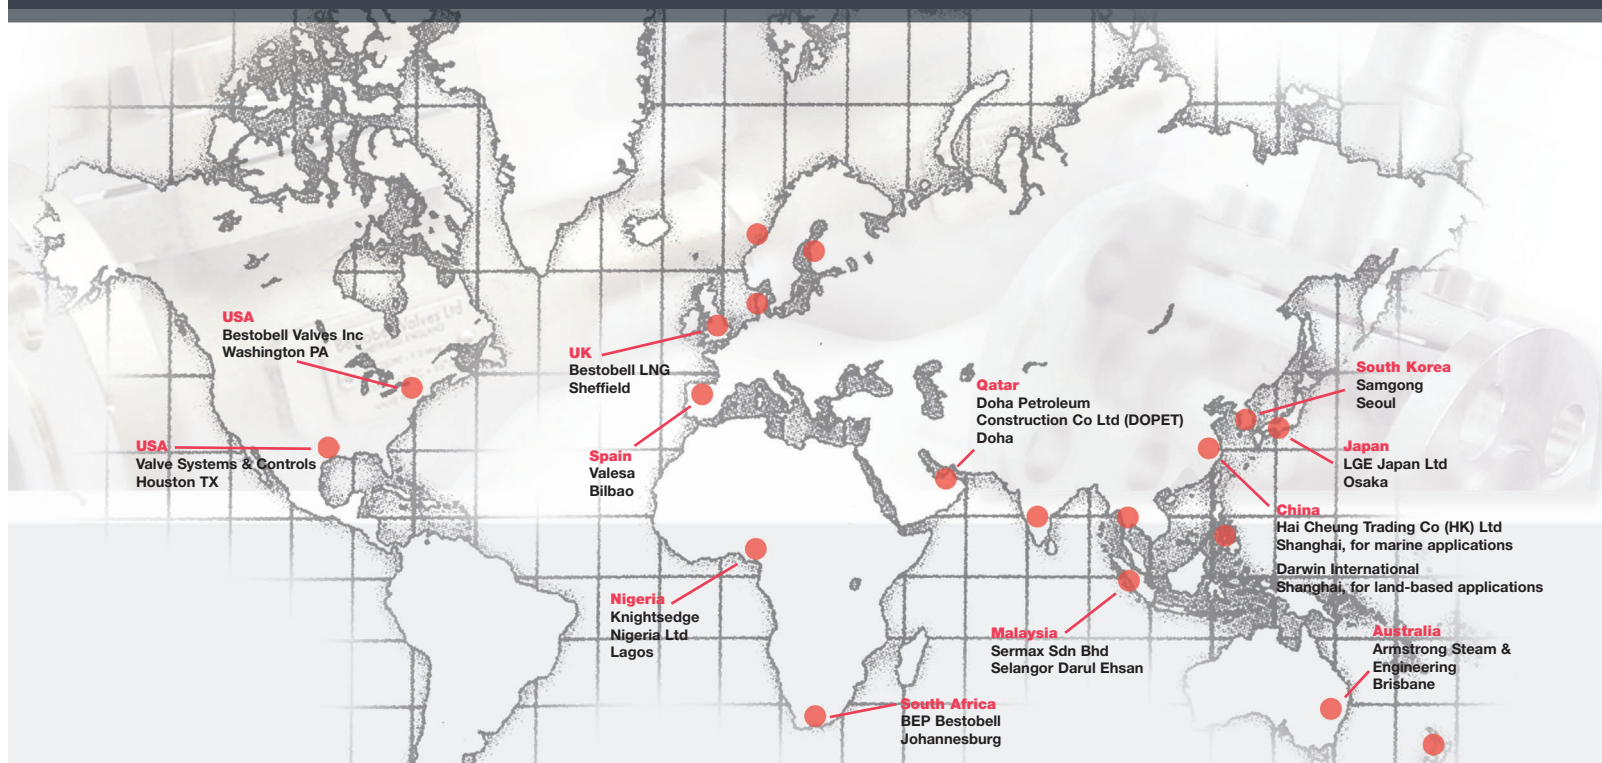 USA
Bestobell Valves Inc
Washington PA
USA
Valve Systems & Controls
Houston TX
UK
Bestobell LNG
Sheffield
Spain
Valesa
Bilbao
Nigeria
Knightsedge
Nigeria Ltd
Lagos
South Africa
BEP Bestobell
Johannesburg
Qatar
Doha Petroleum
Construction Co Ltd (DOPET)
Doha
Malaysia
Sermax Sdn Bhd
Selangor Darul Ehsan
South Korea
Samgong
Seoul
Japan
LGE Japan Ltd
Osaka
China
Hai Cheung Trading Co (HK) Ltd
Shanghai, for marine applications
Darwin International
Shanghai, for land-based applications
Australia
Armstrong Steam &
Engineering
Brisbane